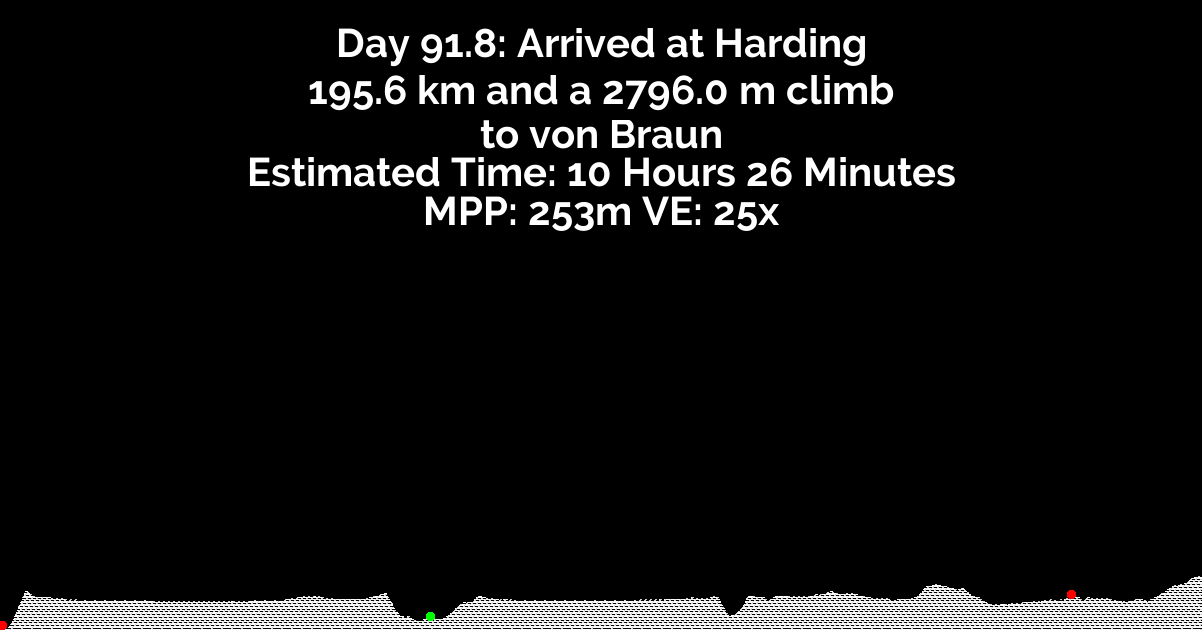 Day 91.8: Arrived at Harding
195.6 km and a 2796.0 m climb
to von Braun
Estimated Time: 10 Hours 26 Minutes
MPP: 253m VE: 25x